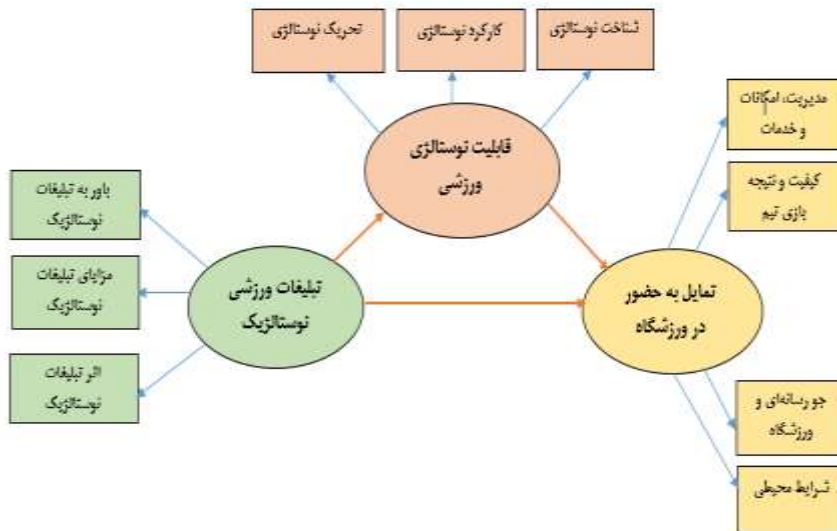 شناخت نوستالژی
کارکرد نوستالژی
تحریک نوستالژی
قابلیت نوستالژی
ورزشی
مدیریت، امکانات
و خدمات
کیفیت و نتیجه
بازی تیم
تمایل به حضور
در ورزشگاه
جو رسانه‌ای و
ورزشگاه
شرایط محیطی
تبلیغات ورزشی
نوستالژیک
باور به تبلیغات
نوستالژیک
مزایای تبلیغات
نوستالژیک
اثر تبلیغات
نوستالژیک